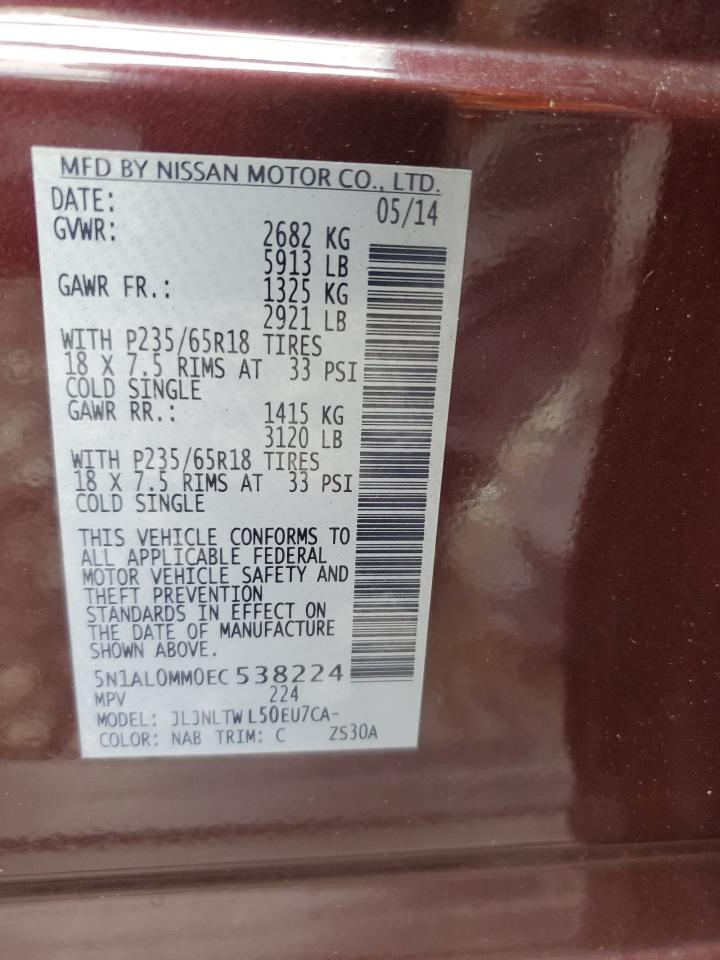 MFD BY NISSAN MOTOR CO., LTD.
DATE: 05/14
GVWR: 2682 KG
5913 LB
GAWR FR.: 1325 KG
2921 LB
WITH P235/65R18 TIRES
18 X 7.5 RIMS AT 33 PSI
COLD SINGLE
GAWR RR.: 1415 KG
3120 LB
WITH P235/65R18 TIRES
18 X 7.5 RIMS AT 33 PSI
COLD SINGLE
THIS VEHICLE CONFORMS TO
ALL APPLICABLE FEDERAL
MOTOR VEHICLE SAFETY AND
THEFT PREVENTION
STANDARDS IN EFFECT ON
THE DATE OF MANUFACTURE
SHOWN ABOVE.
5N1AL0MM0EC 538224
MPV 224
MODEL: JLJNLTWL50EU7CA-
COLOR: NAB TRIM: C ZS30A